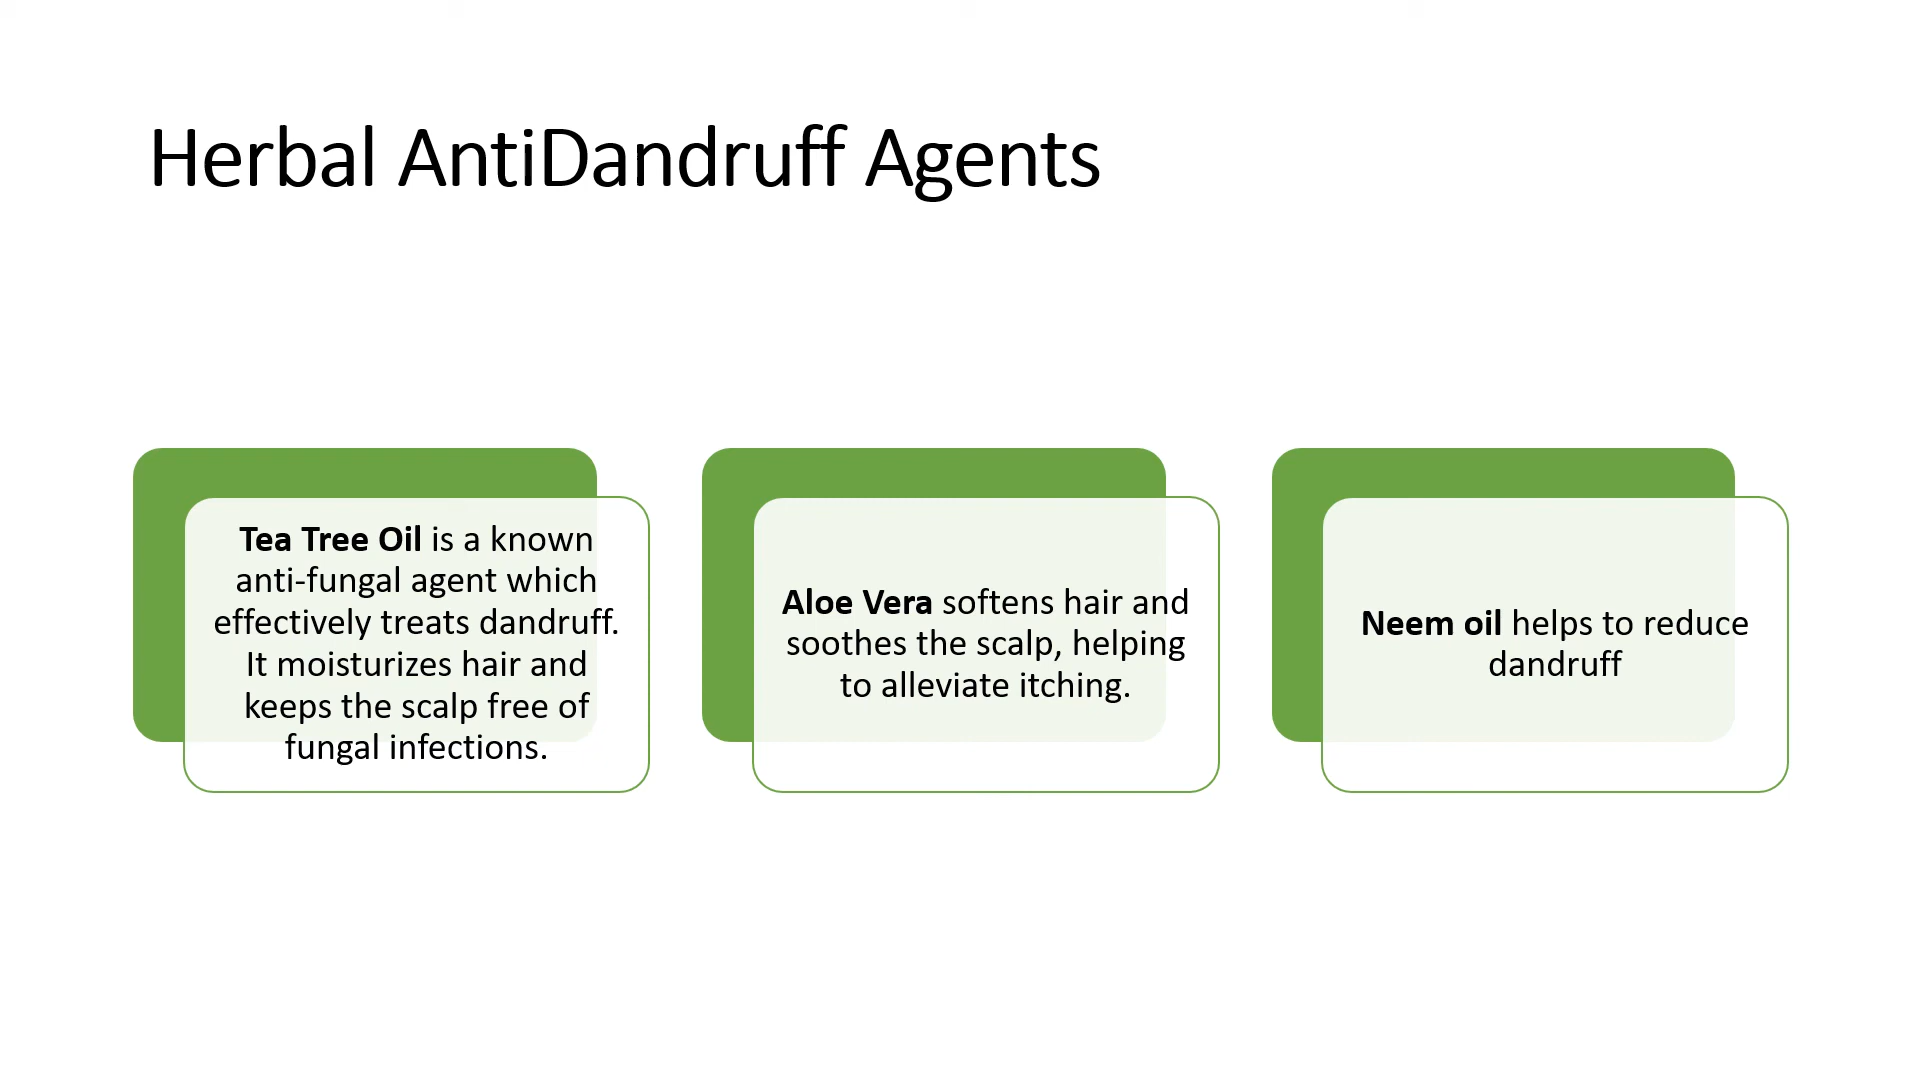 Herbal AntiDandruff Agents
Tea Tree Oil is a known
anti-fungal agent which
effectively treats dandruff.
It moisturizes hair and
keeps the scalp free of
fungal infections.
Aloe Vera softens hair and
soothes the scalp, helping
to alleviate itching.
Neem oil helps to reduce
dandruff